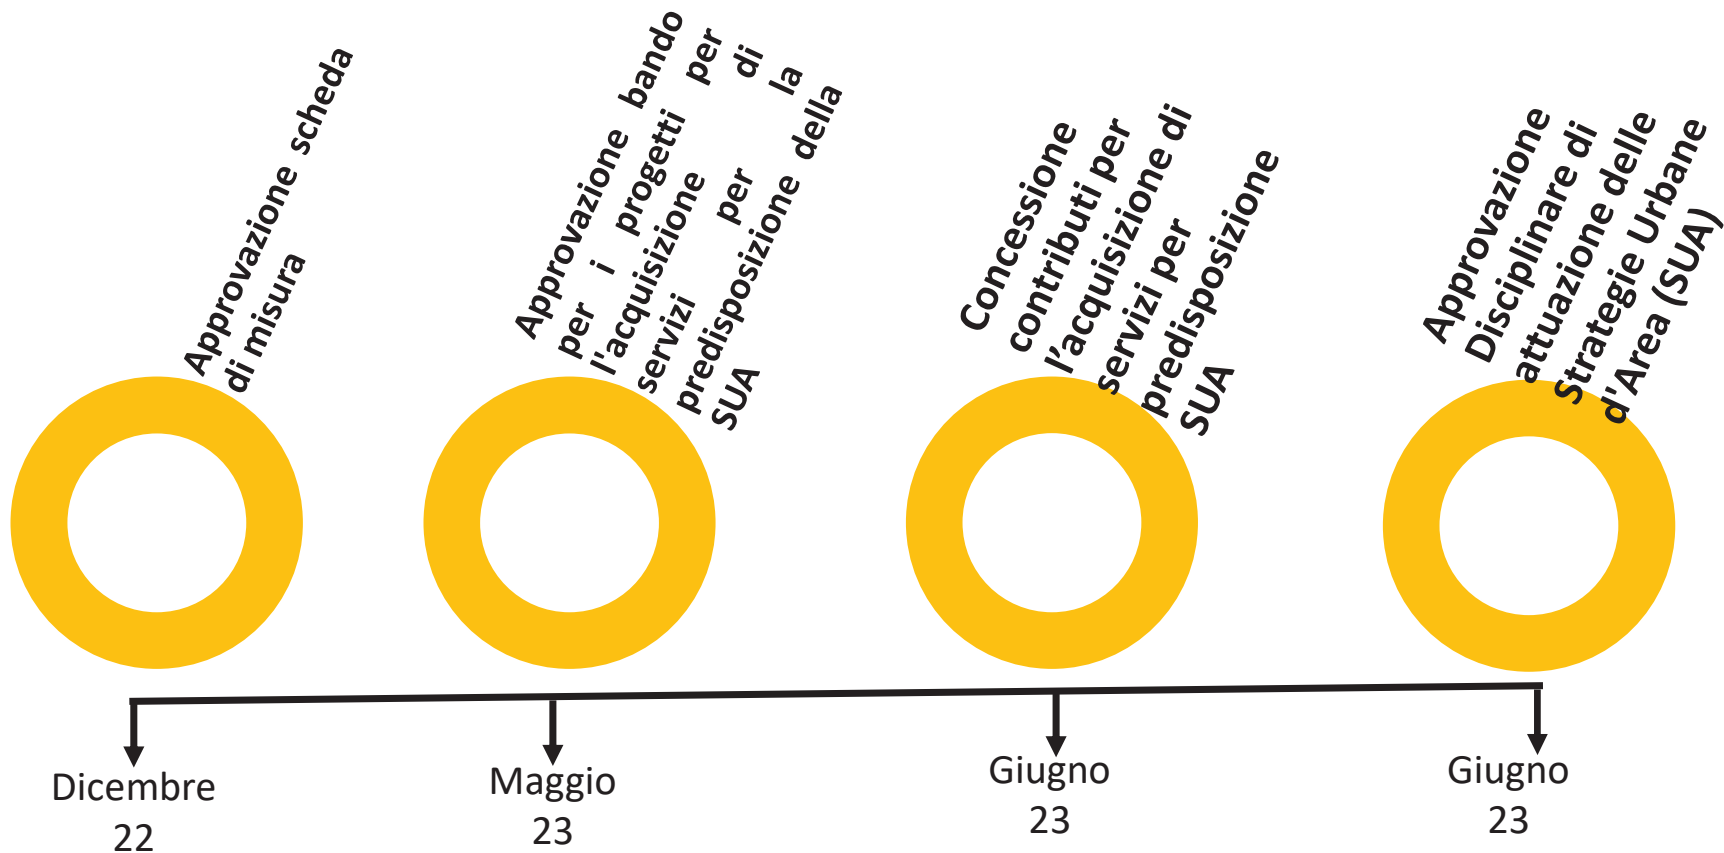 Approvazione scheda
di misura
Approvazione bando
per i progetti per
l'acquisizione di
servizi per la
predisposizione della
SUA
Concessione
contributi per
l’acquisizione di
servizi per
predisposizione
SUA
Approvazione
Disciplinare di
attuazione delle
Strategie Urbane
d'Area (SUA)
Dicembre
22
Maggio
23
Giugno
23
Giugno
23